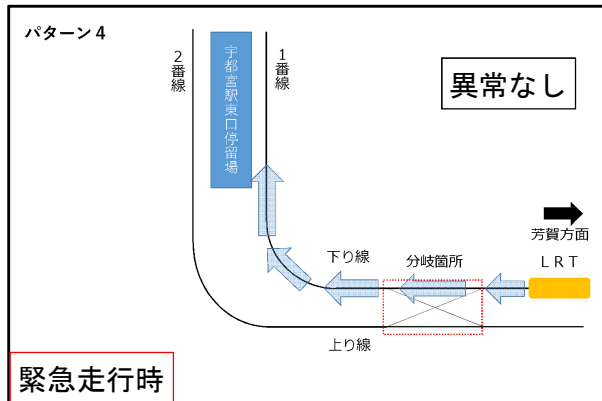 パターン４
２番線
宇都宮駅東口停留場
１番線
異常なし
芳賀方面
ＬＲＴ
下り線
分岐箇所
上り線
緊急走行時